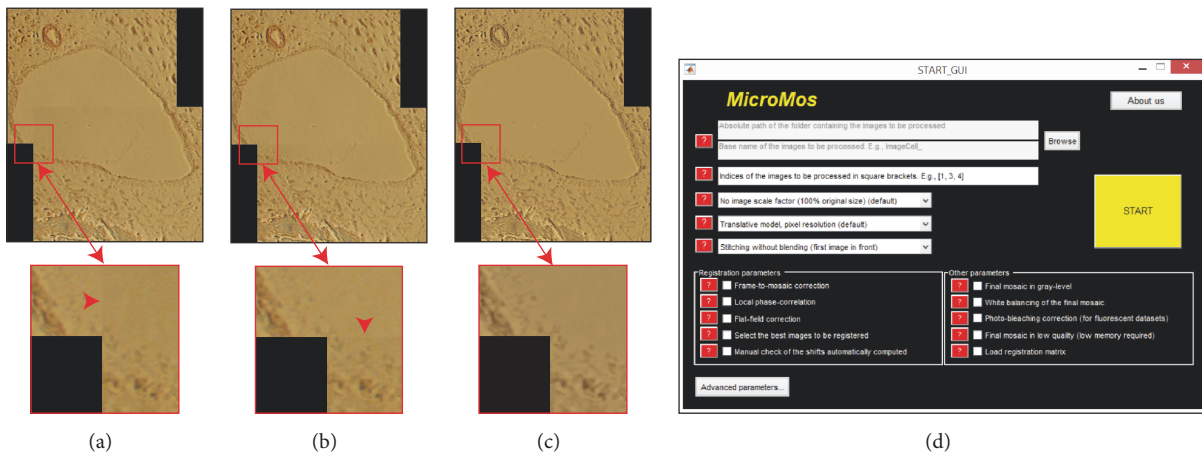 START_GUI
MicroMos
About us
Absolute path of the folder containing the images to be processed
Base name of the images to be processed. E.g., ImageCell_
Browse
Indices of the images to be processed in square brackets. E.g., [1, 3, 4]
No image scale factor (100% original size) (default)
Translative model, pixel resolution (default)
Stitching without blending (first image in front)
START
Registration parameters
? Frame-to-mosaic correction
? Local phase-correlation
? Flat-field correction
? Select the best images to be registered
? Manual check of the shifts automatically computed
Other parameters
? Final mosaic in gray-level
? White balancing of the final mosaic
? Photo-bleaching correction (for fluorescent datasets)
? Final mosaic in low quality (low memory required)
? Load registration matrix
Advanced parameters...
(a)
(b)
(c)
(d)